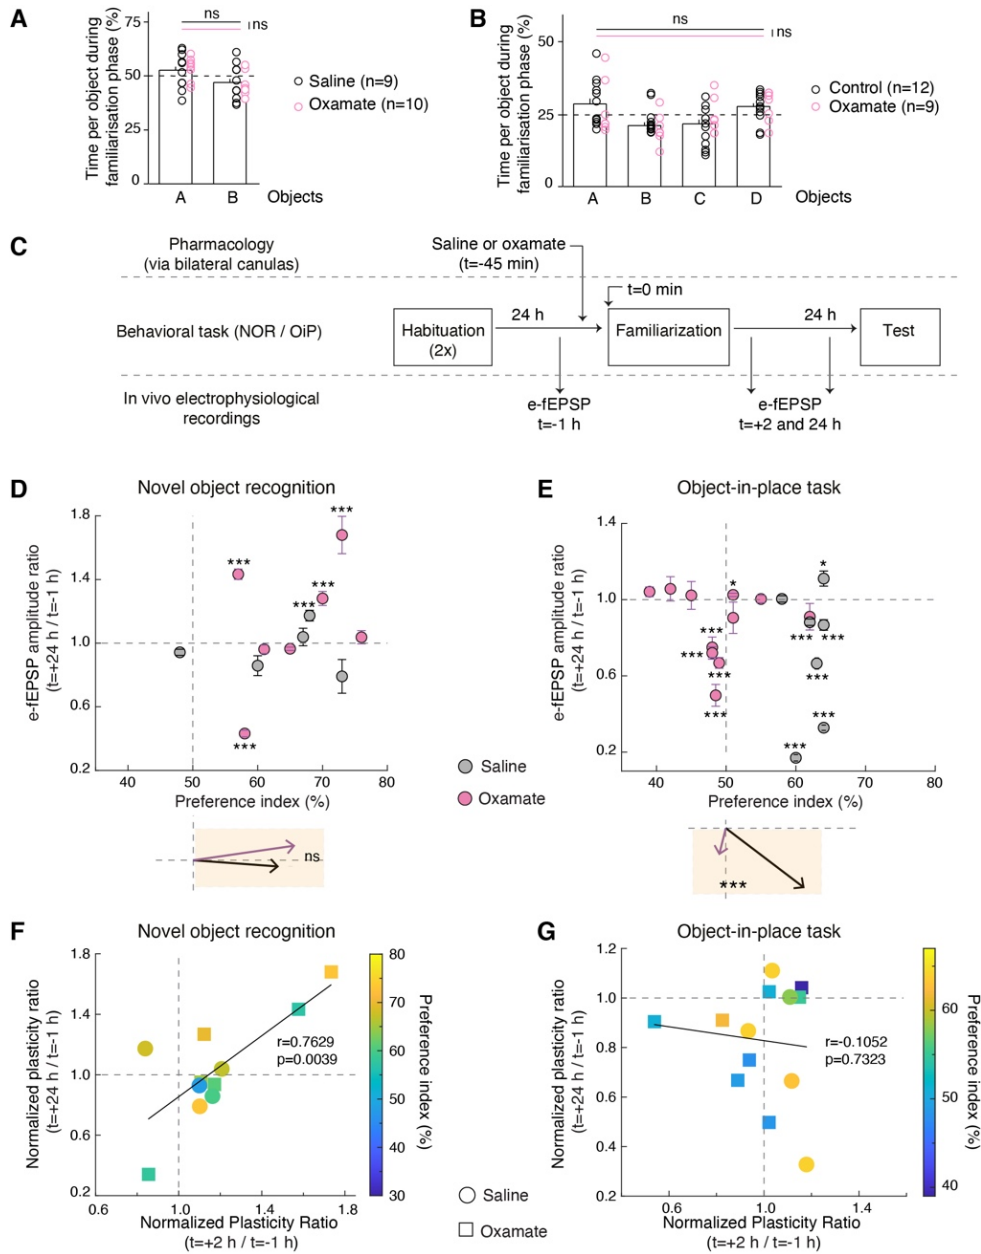 A
Time per object during
familiarisation phase (%)
75
50
25
0
ns
ns
A
B
Objects
Saline (n=9)
Oxamate (n=10)
B
Time per object during
familiarisation phase (%)
50
25
0
ns
ns
A
B
C
D
Objects
Control (n=12)
Oxamate (n=9)
C
Pharmacology
(via bilateral canulas)
Saline or oxamate
(t=-45 min)
t=0 min
Behavioral task (NOR / OiP)
Habituation
(2x)
24 h
Familiarization
24 h
Test
In vivo electrophysiological
recordings
e-fEPSP
t=-1 h
e-fEPSP
t=+2 and 24 h
D
Novel object recognition
e-fEPSP amplitude ratio
(t=+24 h / t=-1 h)
1.8
1.4
1.0
0.6
0.2
***
***
***
***
***
40
50
60
70
80
Preference index (%)
ns
E
Object-in-place task
e-fEPSP amplitude ratio
(t=+24 h / t=-1 h)
1.4
1.0
0.6
0.2
*
*
***
***
***
***
***
***
***
***
***
40
50
60
70
80
Preference index (%)
***
Saline
Oxamate
F
Novel object recognition
Normalized plasticity ratio
(t=+24 h / t=-1 h)
1.8
1.4
1.0
0.6
0.2
r=0.7629
p=0.0039
0.6
1.0
1.4
1.8
Normalized Plasticity Ratio
(t=+2 h / t=-1 h)
80
70
60
50
40
30
Preference index (%)
Saline
Oxamate
G
Object-in-place task
Normalized plasticity ratio
(t=+24 h / t=-1 h)
1.2
1.0
0.8
0.6
0.4
0.2
r=-0.1052
p=0.7323
0.6
1.0
1.4
Normalized Plasticity Ratio
(t=+2 h / t=-1 h)
60
50
40
Preference index (%)